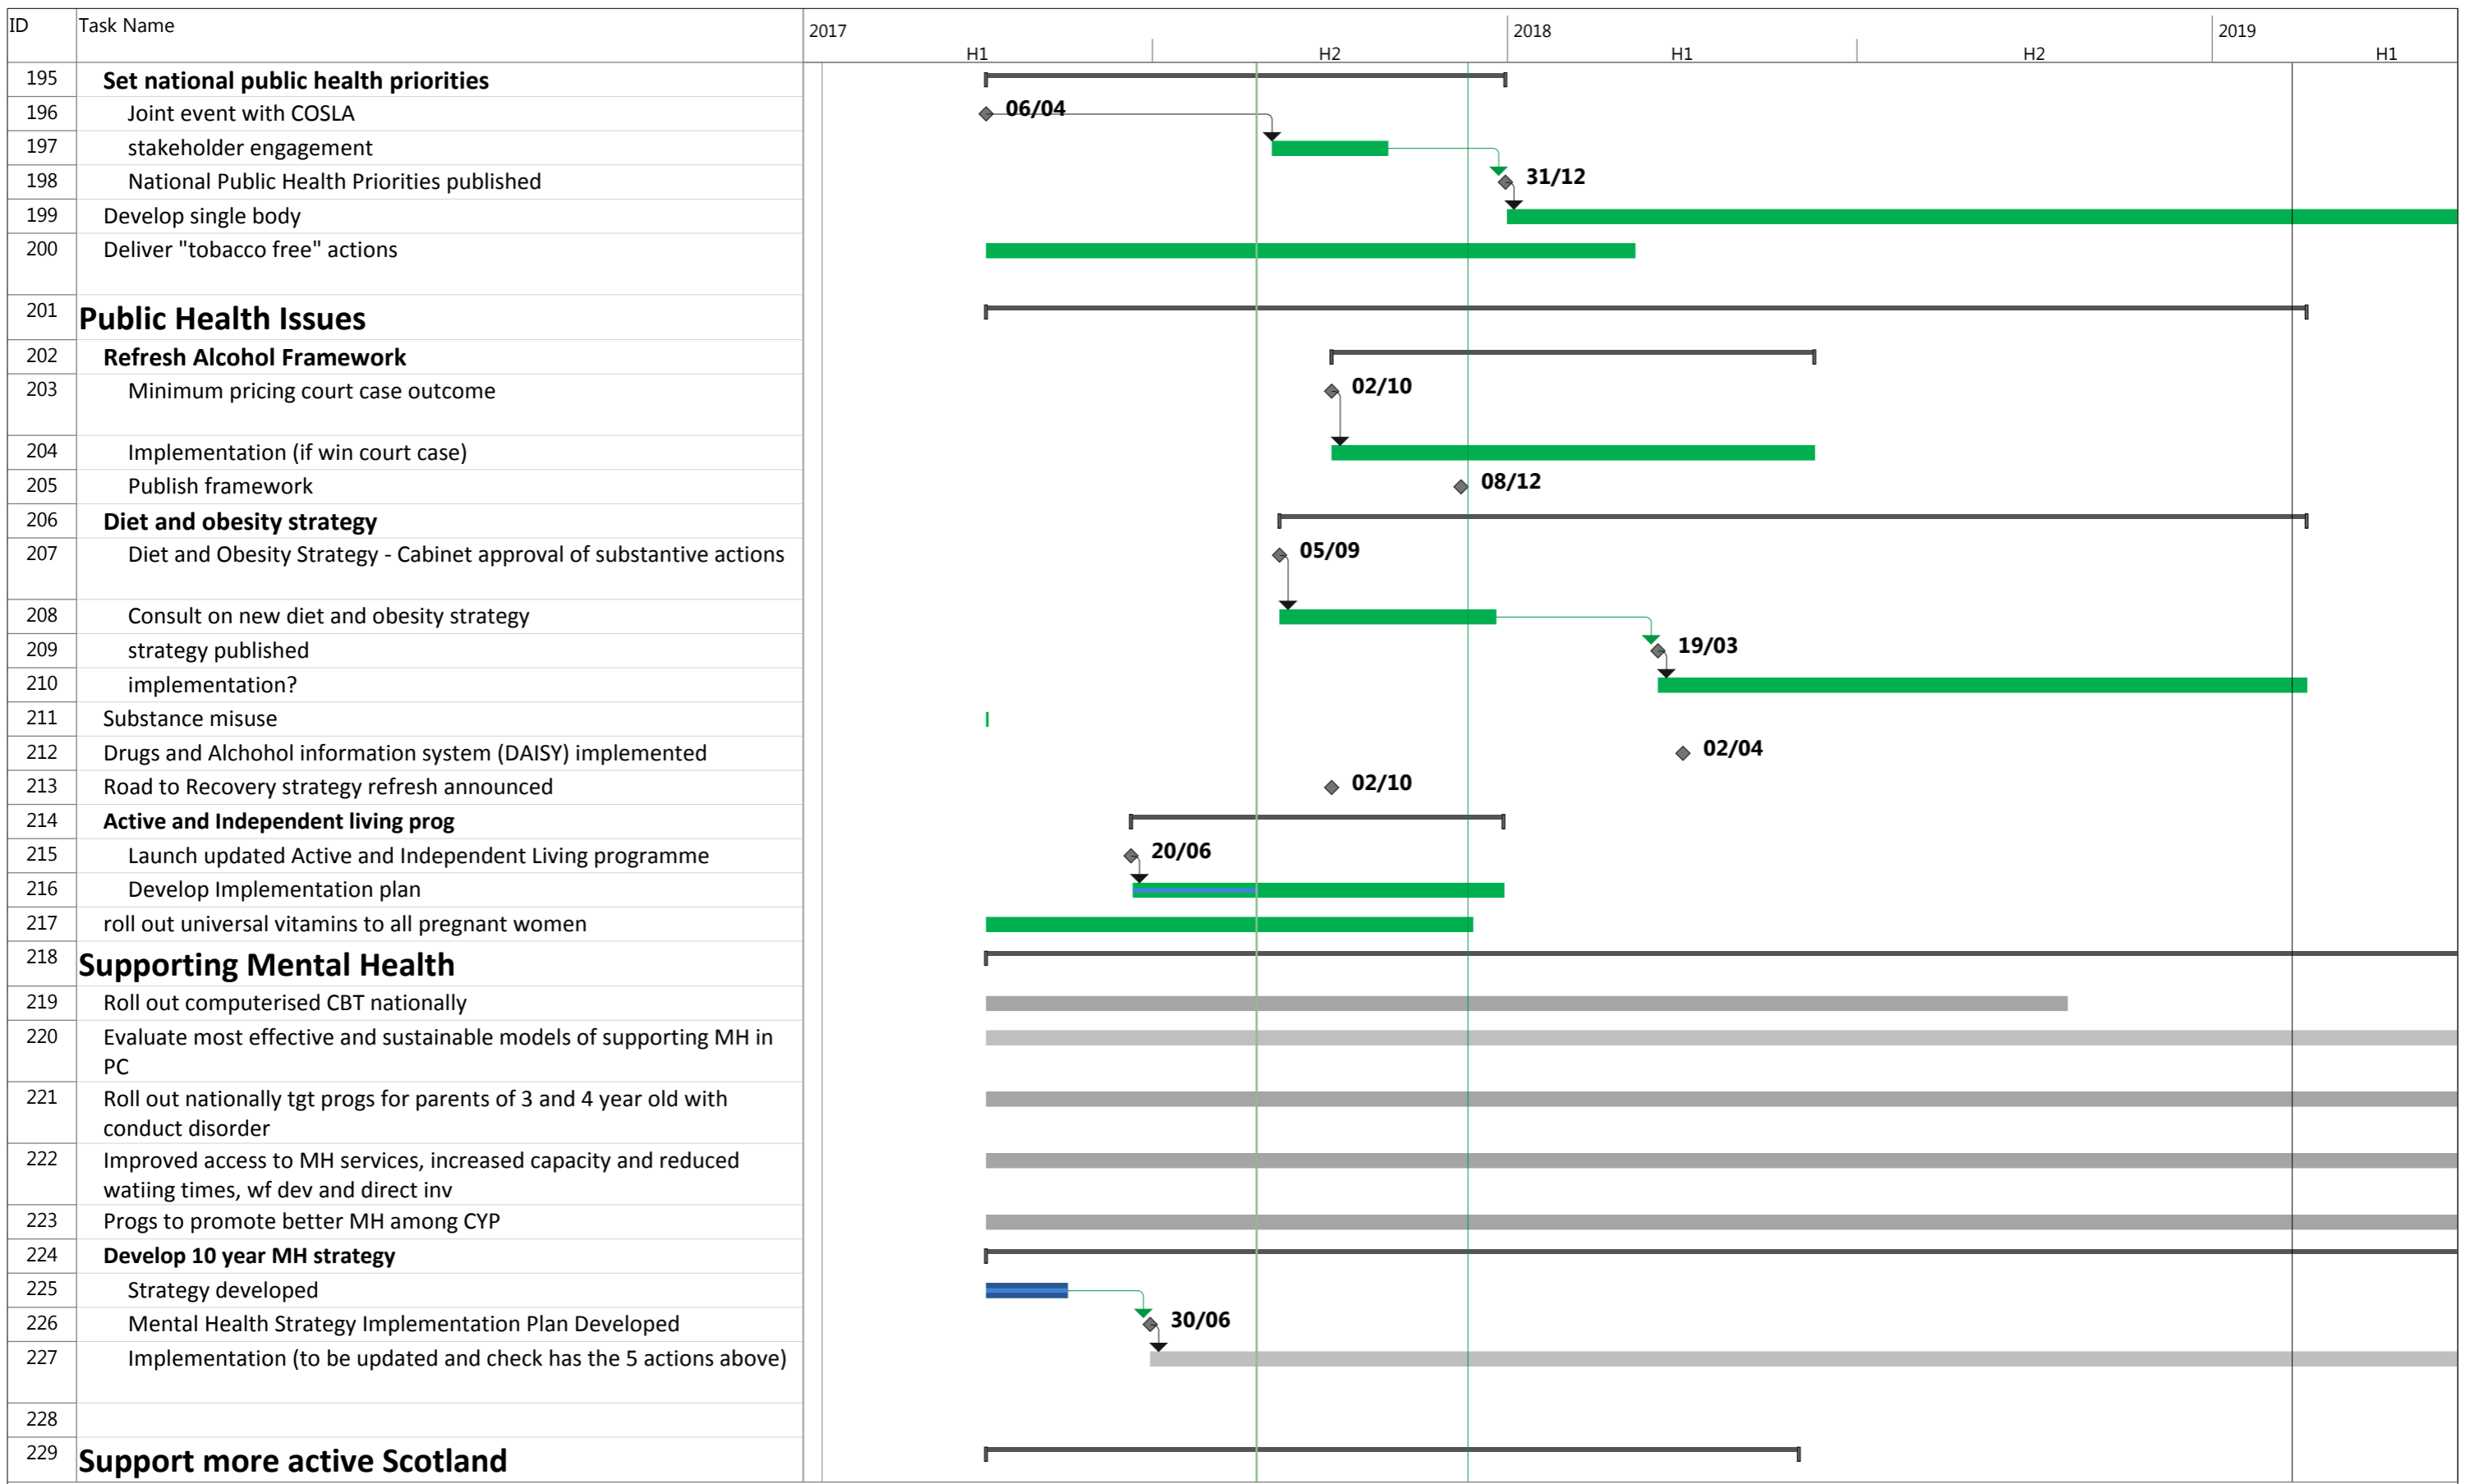 ID Task Name 2017 2018 2019
H1 H2 H1 H2 H1
195 Set national public health priorities
196 Joint event with COSLA 06/04
197 stakeholder engagement
198 National Public Health Priorities published 31/12
199 Develop single body
200 Deliver "tobacco free" actions
201 Public Health Issues
202 Refresh Alcohol Framework
203 Minimum pricing court case outcome 02/10
204 Implementation (if win court case)
205 Publish framework 08/12
206 Diet and obesity strategy
207 Diet and Obesity Strategy - Cabinet approval of substantive actions 05/09
208 Consult on new diet and obesity strategy
209 strategy published 19/03
210 implementation?
211 Substance misuse
212 Drugs and Alchohol information system (DAISY) implemented 02/04
213 Road to Recovery strategy refresh announced 02/10
214 Active and Independent living prog
215 Launch updated Active and Independent Living programme 20/06
216 Develop Implementation plan
217 roll out universal vitamins to all pregnant women
218 Supporting Mental Health
219 Roll out computerised CBT nationally
220 Evaluate most effective and sustainable models of supporting MH in
PC
221 Roll out nationally tgt progs for parents of 3 and 4 year old with
conduct disorder
222 Improved access to MH services, increased capacity and reduced
watiing times, wf dev and direct inv
223 Progs to promote better MH among CYP
224 Develop 10 year MH strategy
225 Strategy developed
226 Mental Health Strategy Implementation Plan Developed 30/06
227 Implementation (to be updated and check has the 5 actions above)
228
229 Support more active Scotland